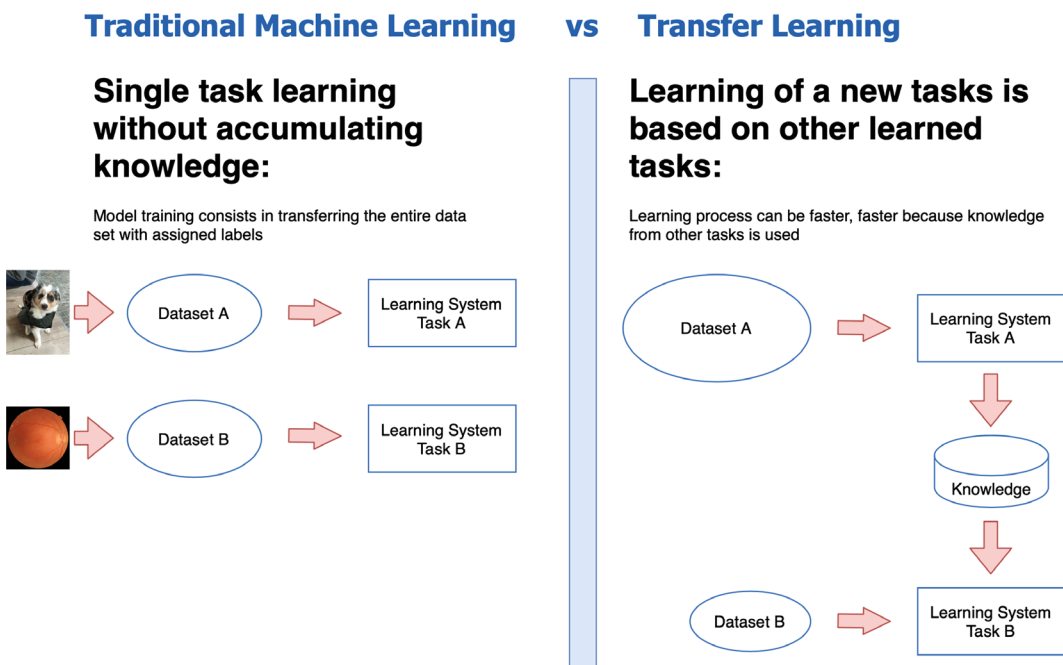 Traditional Machine Learning vs Transfer Learning
Single task learning
without accumulating
knowledge:
Model training consists in transferring the entire data
set with assigned labels
Dataset A
Learning System
Task A
Dataset B
Learning System
Task B
Learning of a new tasks is
based on other learned
tasks:
Learning process can be faster, faster because knowledge
from other tasks is used
Dataset A
Learning System
Task A
Knowledge
Dataset B
Learning System
Task B